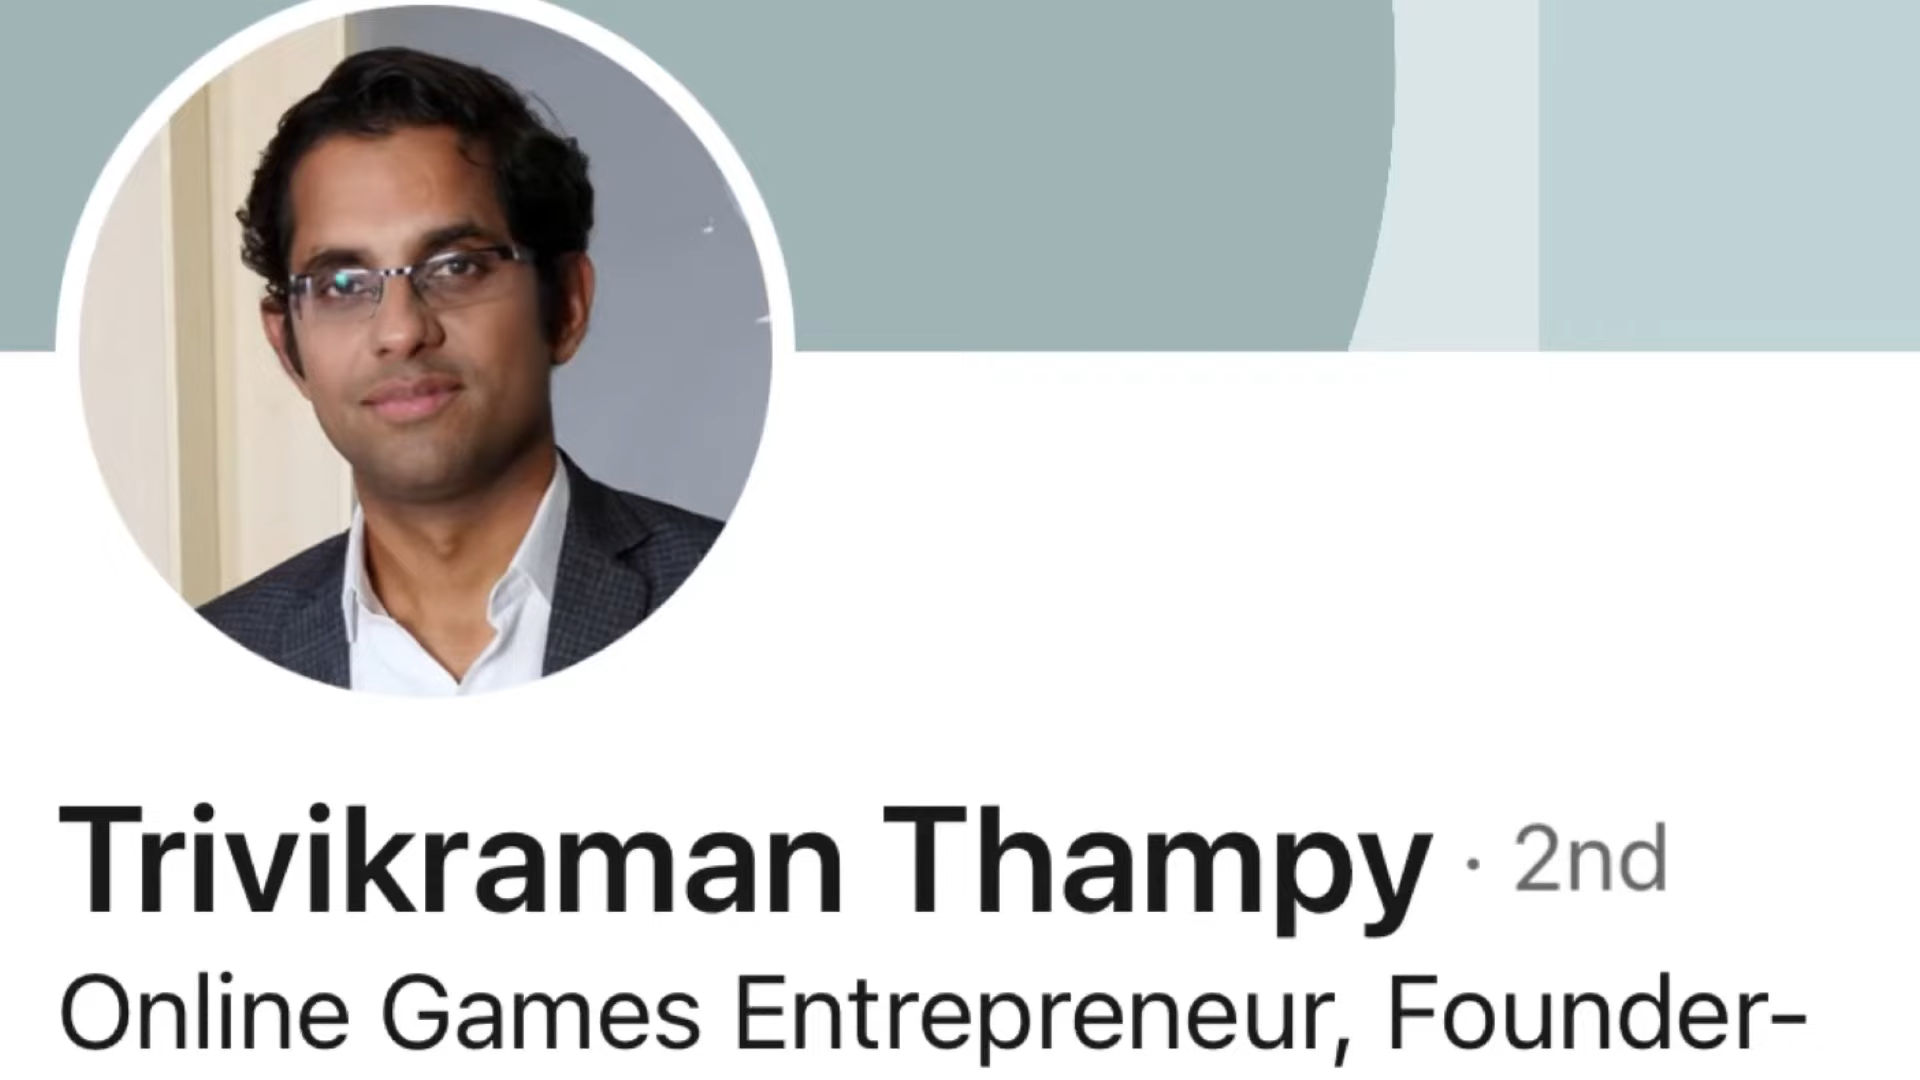 Trivikraman Thampy · 2nd
Online Games Entrepreneur, Founder-